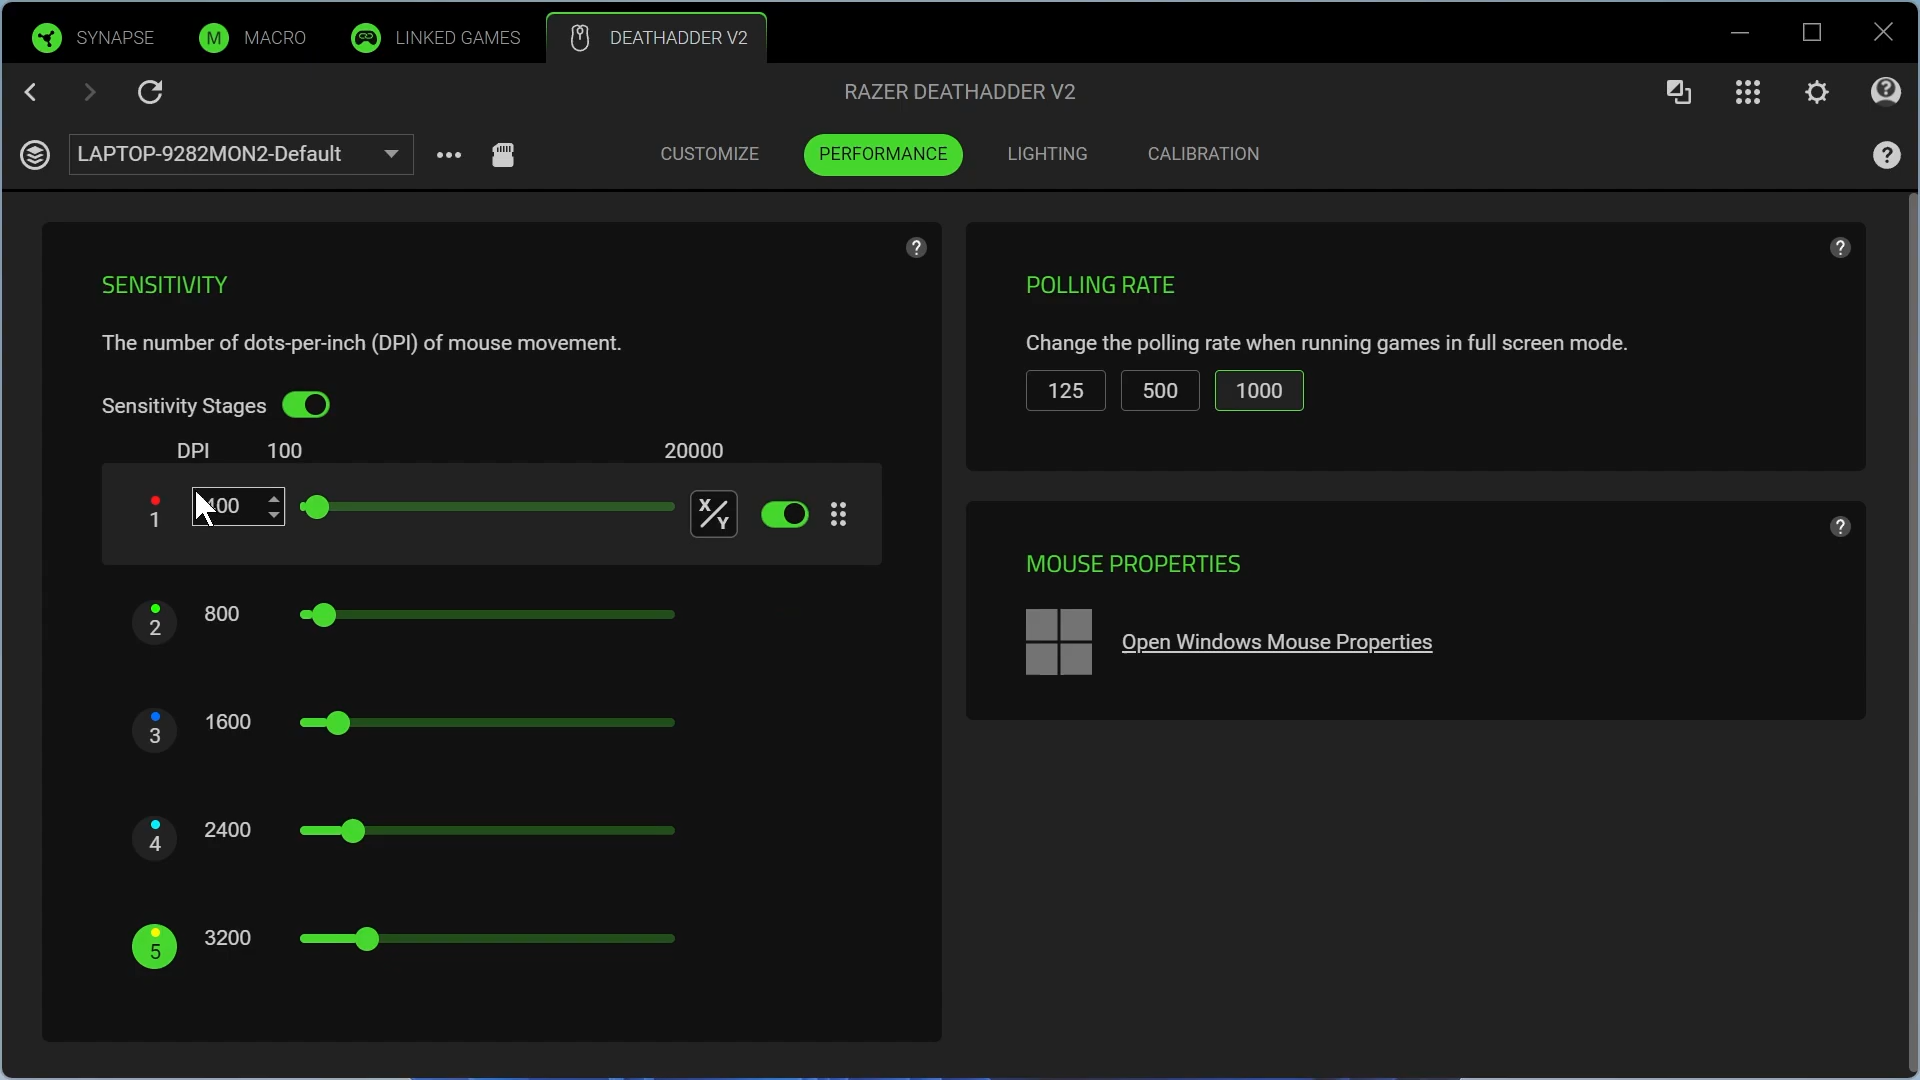 SYNAPSE
M
MACRO
LINKED GAMES
DEATHADDER V2
RAZER DEATHADDER V2
?
LAPTOP-9282MON2-Default
CUSTOMIZE
PERFORMANCE
LIGHTING
CALIBRATION
?
?
SENSITIVITY
The number of dots-per-inch (DPI) of mouse movement.
Sensitivity Stages
DPI
100
20000
1
X/Y
2
800
3
1600
4
2400
5
3200
?
POLLING RATE
Change the polling rate when running games in full screen mode.
125
500
1000
?
MOUSE PROPERTIES
Open Windows Mouse Properties